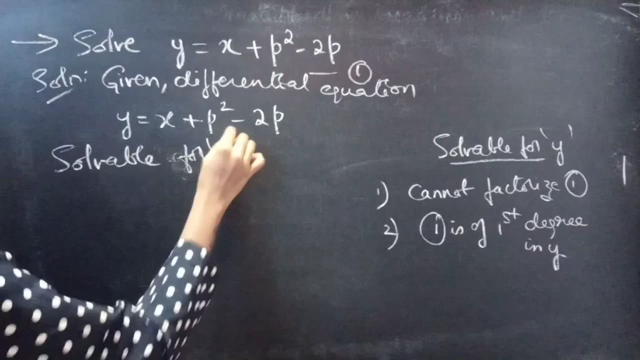 → Solve y = x + p² - 2p
Soln: Given, differential equation ①
y = x + p² - 2p
Solvable for
Solvable for 'y'
1) Cannot factorize ①
2) ① is of 1st degree
in y